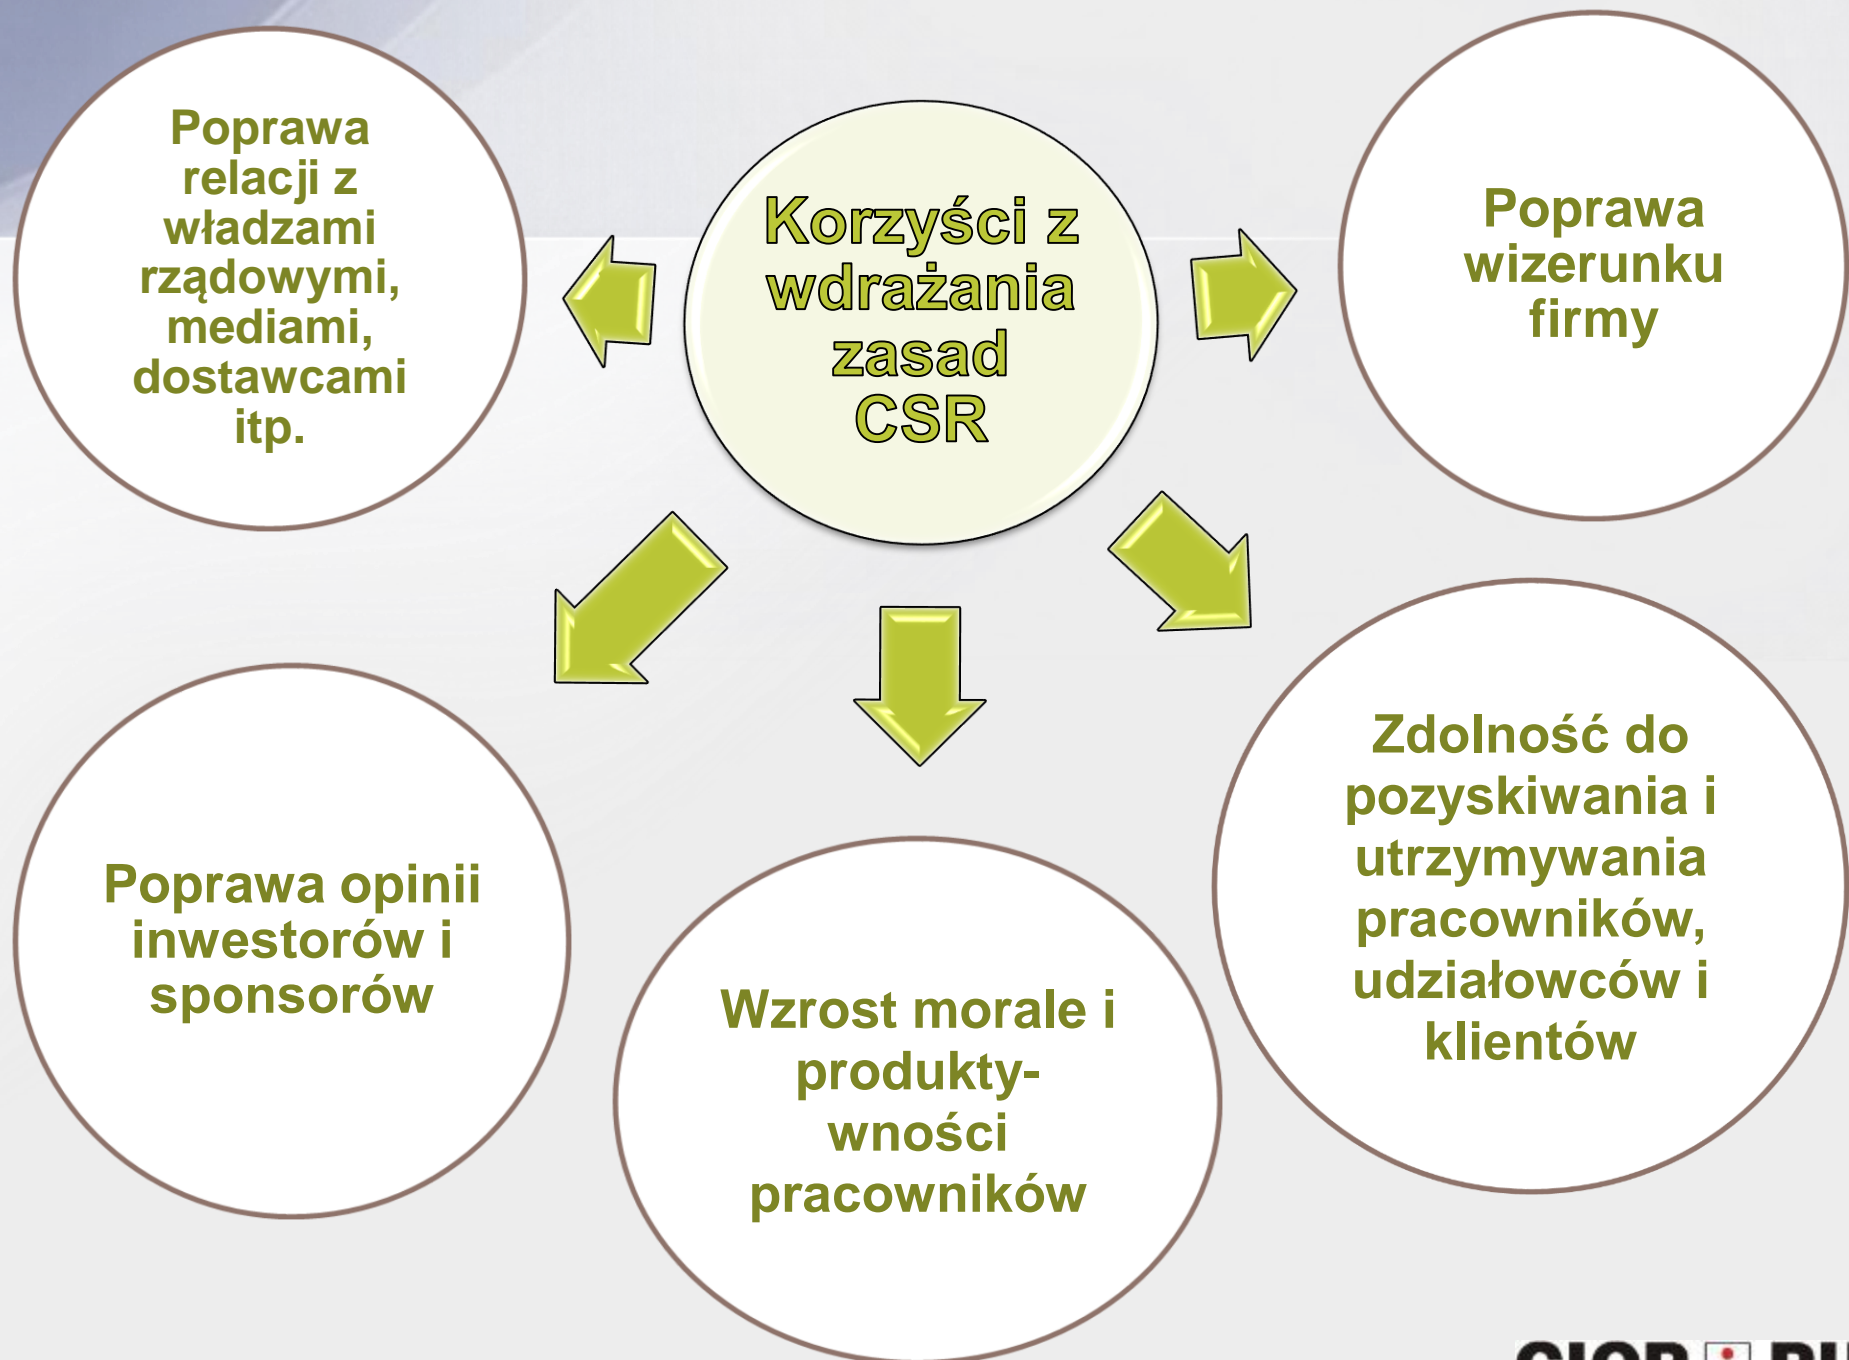 Poprawa
relacji z
władzami
rządowymi,
mediami,
dostawcami
itp.
Korzyści z
wdrażania
zasad
CSR
Poprawa
wizerunku
firmy
Poprawa opinii
inwestorów i
sponsorów
Wzrost morale i
produkty-
wności
pracowników
Zdolność do
pozyskiwania i
utrzymywania
pracowników,
udziałowców i
klientów